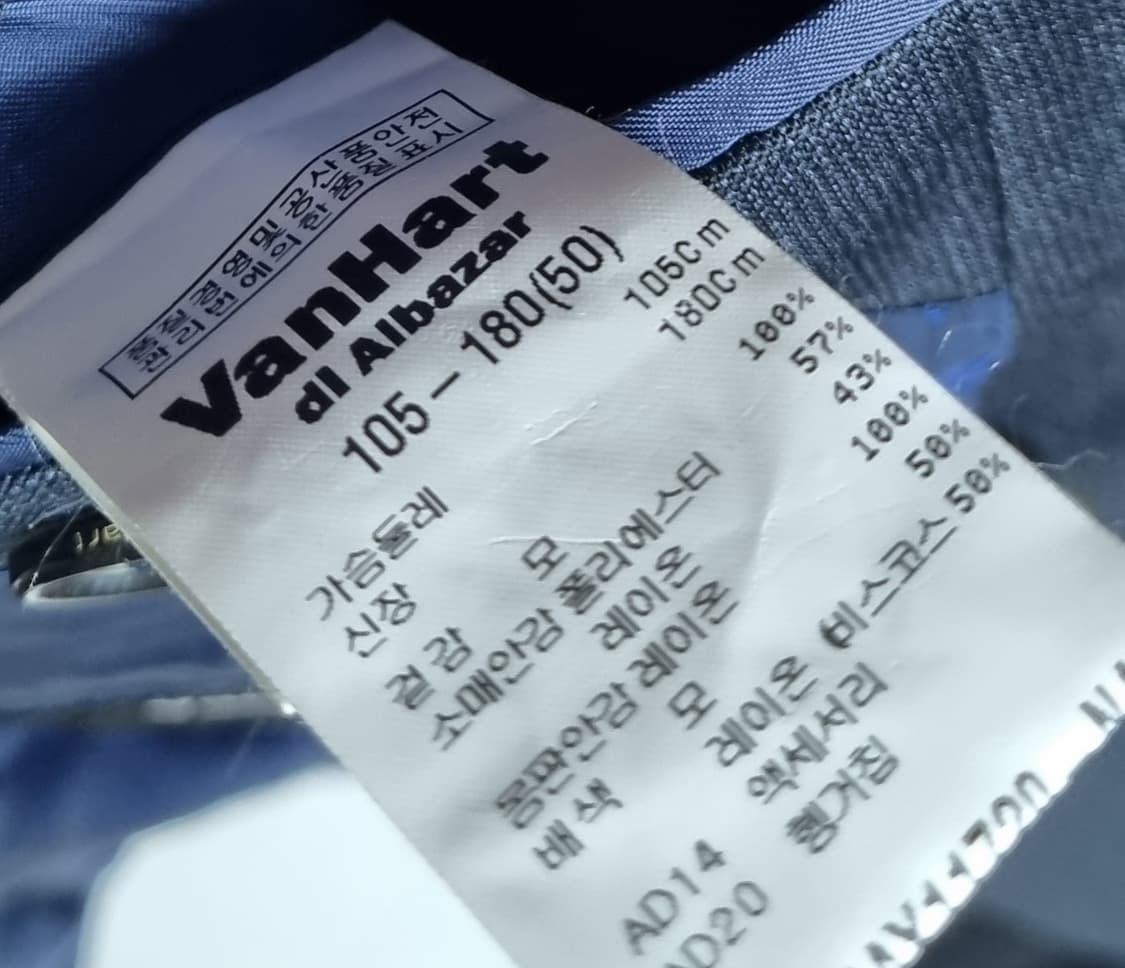 품질경영 및 공산품안전
관리법에의한 품질표시
VanHart
dI Albazar
105-180(50)
가슴둘레 105Cm
신장 180Cm
겉감 모 100%
소매안감 폴리에스터 57%
레이온 43%
몸판안감 레이온 100%
배색 모 50%
레이온 (비스코스 50%
AD14 액세서리
AD20 행거칩